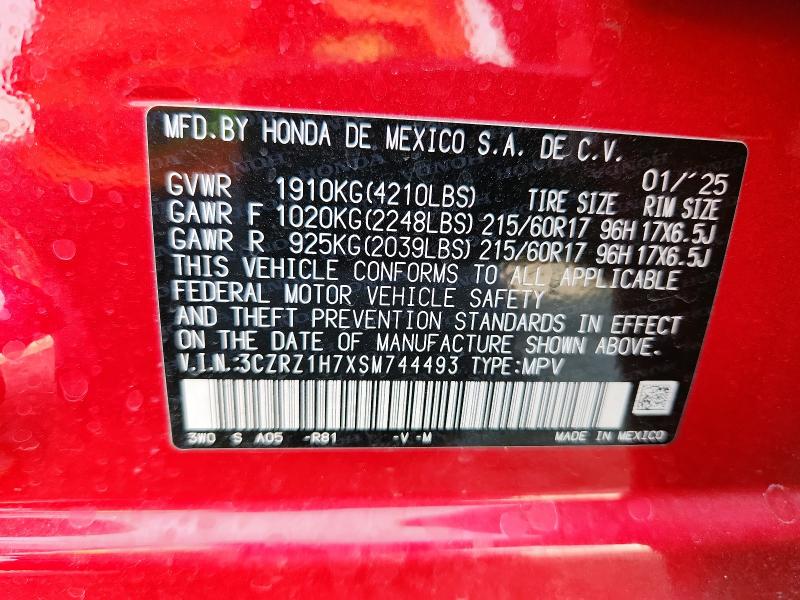 MFD. BY HONDA DE MEXICO S.A. DE C.V.
01/'25
GVWR 1910KG(4210LBS) TIRE SIZE RIM SIZE
GAWR F 1020KG(2248LBS) 215/60R17 96H 17X6.5J
GAWR R 925KG(2039LBS) 215/60R17 96H 17X6.5J
THIS VEHICLE CONFORMS TO ALL APPLICABLE
FEDERAL MOTOR VEHICLE SAFETY
AND THEFT PREVENTION STANDARDS IN EFFECT
ON THE DATE OF MANUFACTURE SHOWN ABOVE.
V.I.N.:3CZRZ1H7XSM744493 TYPE:MPV
3W0 S A05 -R81 -V -M MADE IN MEXICO